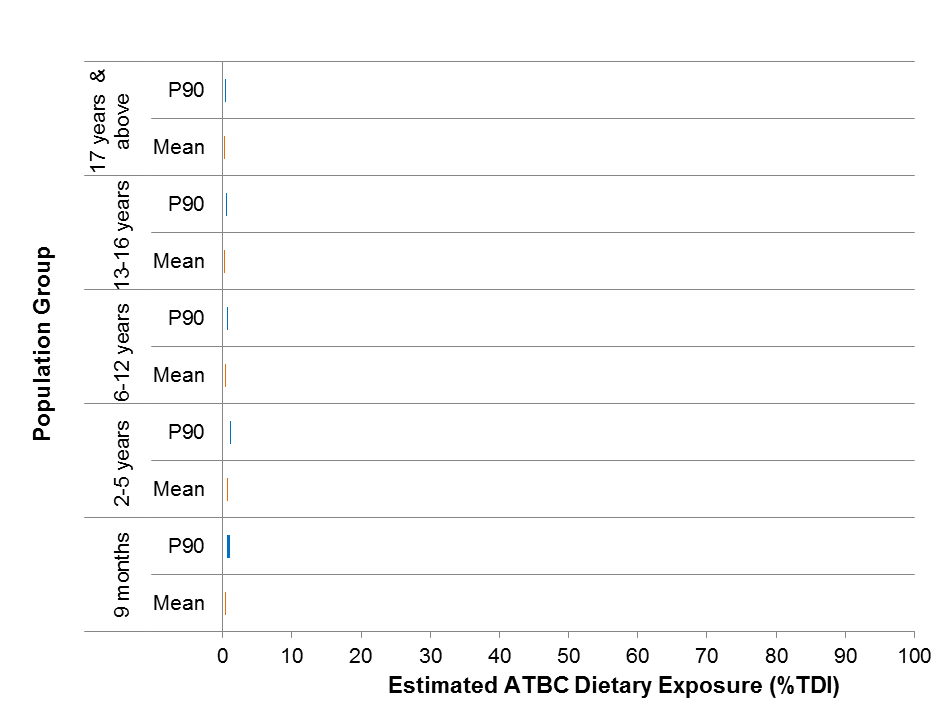 Population Group
17 years &
above
P90
Mean
13-16 years
P90
Mean
6-12 years
P90
Mean
2-5 years
P90
Mean
9 months
P90
Mean
0 10 20 30 40 50 60 70 80 90 100
Estimated ATBC Dietary Exposure (%TDI)